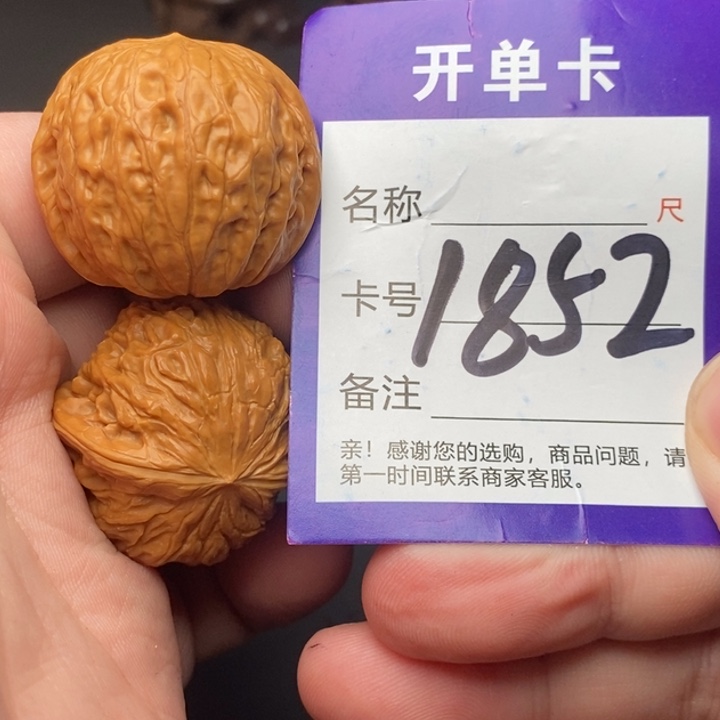 开单卡
名称 尺
卡号 1852
备注
亲！感谢您的选购，商品问题，请
第一时间联系商家客服。